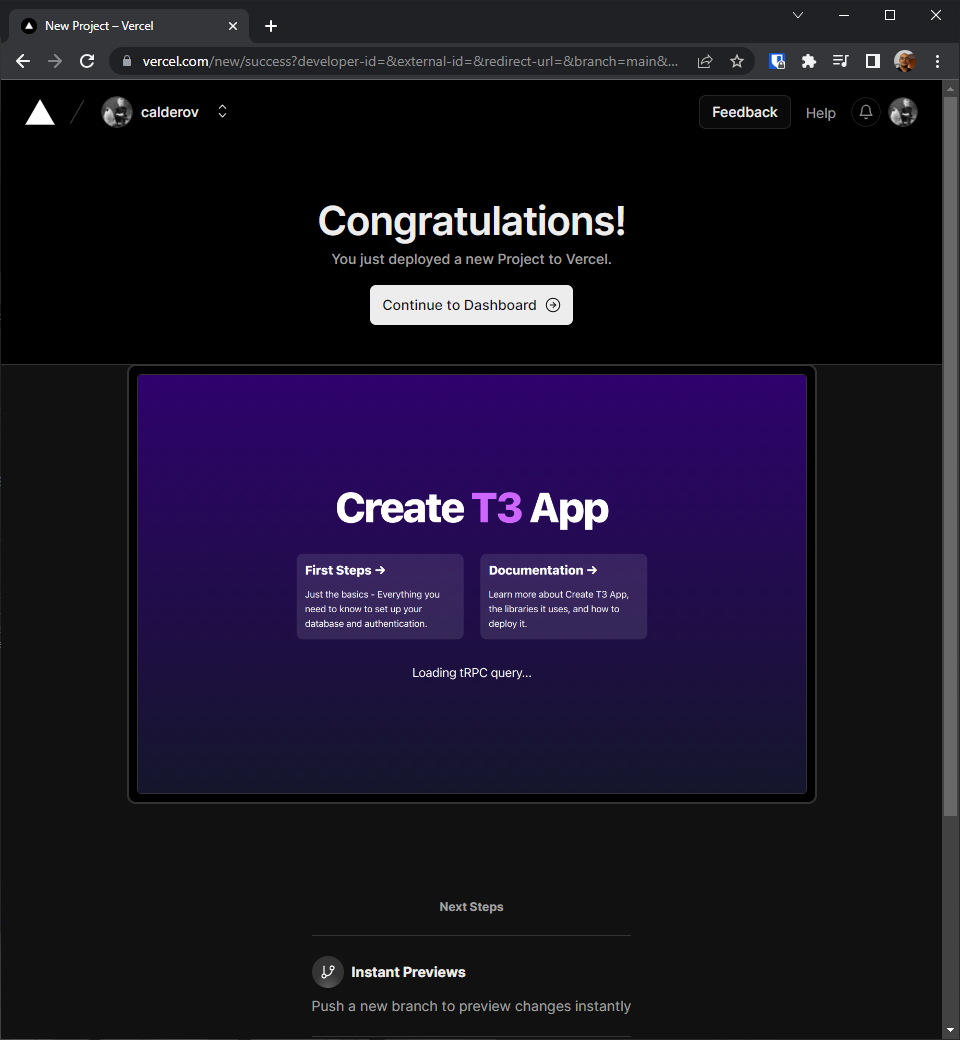 New Project – Vercel
vercel.com/new/success?developer-id=&external-id=&redirect-url=&branch=main&...
calderov
Feedback
Help
Congratulations!
You just deployed a new Project to Vercel.
Continue to Dashboard
Create T3 App
First Steps →
Just the basics - Everything you
need to know to set up your
database and authentication.
Documentation →
Learn more about Create T3 App,
the libraries it uses, and how to
deploy it.
Loading tRPC query...
Next Steps
Instant Previews
Push a new branch to preview changes instantly